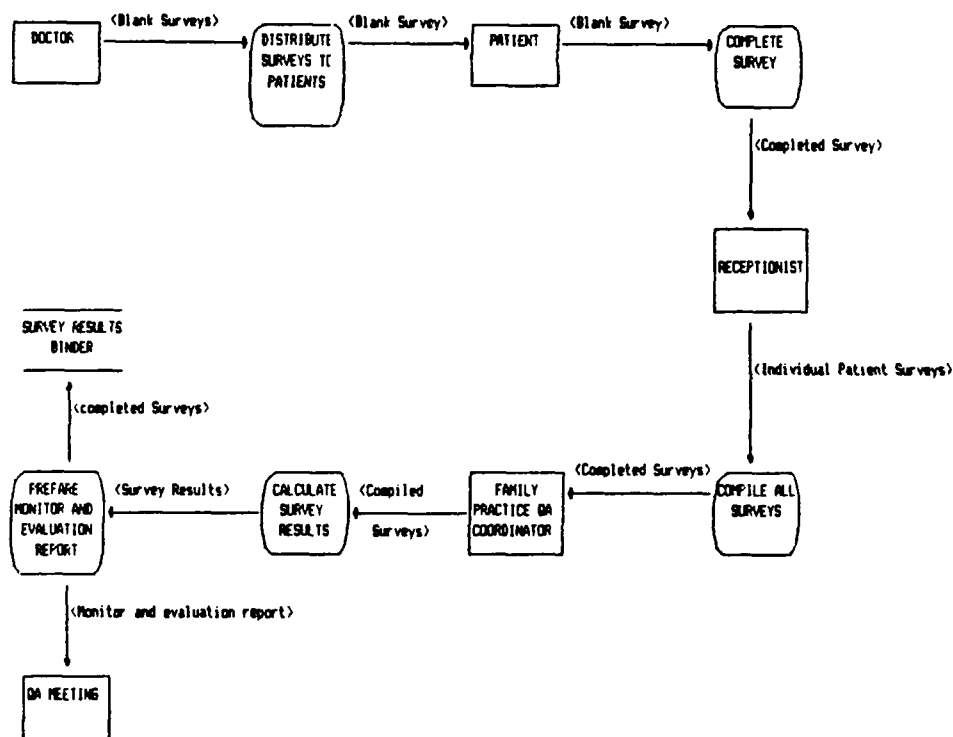 <Blank Surveys>
<Blank Survey>
<Blank Survey>
DOCTOR
DISTRIBUTE
SURVEYS TO
PATIENTS
PATIENT
COMPLETE
SURVEY
<Completed Survey>
RECEPTIONIST
SURVEY RESULTS
BINDER
<Individual Patient Surveys>
<completed Surveys>
<Completed Surveys>
PREPARE
MONITOR AND
EVALUATION
REPORT
<Survey Results>
CALCULATE
SURVEY
RESULTS
<Compiled
Surveys>
FAMILY
PRACTICE QA
COORDINATOR
COMPILE ALL
SURVEYS
<Monitor and evaluation report>
QA MEETING